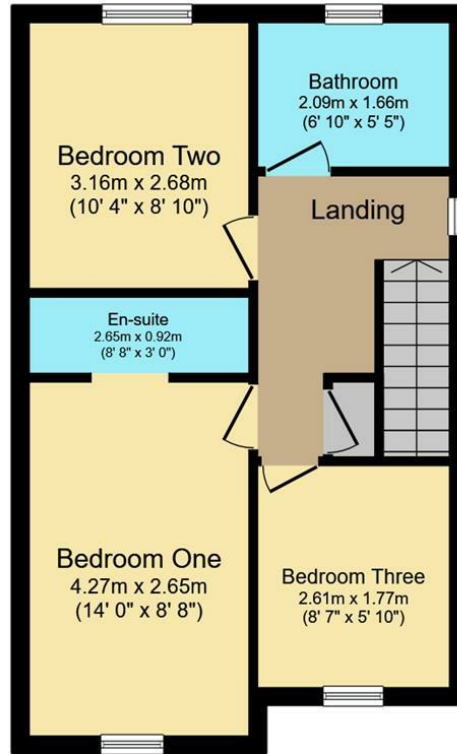 Bedroom Two
3.16m x 2.68m
(10' 4" x 8' 10")
Bathroom
2.09m x 1.66m
(6' 10" x 5' 5")
Landing
En-suite
2.65m x 0.92m
(8' 8" x 3' 0")
Bedroom One
4.27m x 2.65m
(14' 0" x 8' 8")
Bedroom Three
2.61m x 1.77m
(8' 7" x 5' 10")